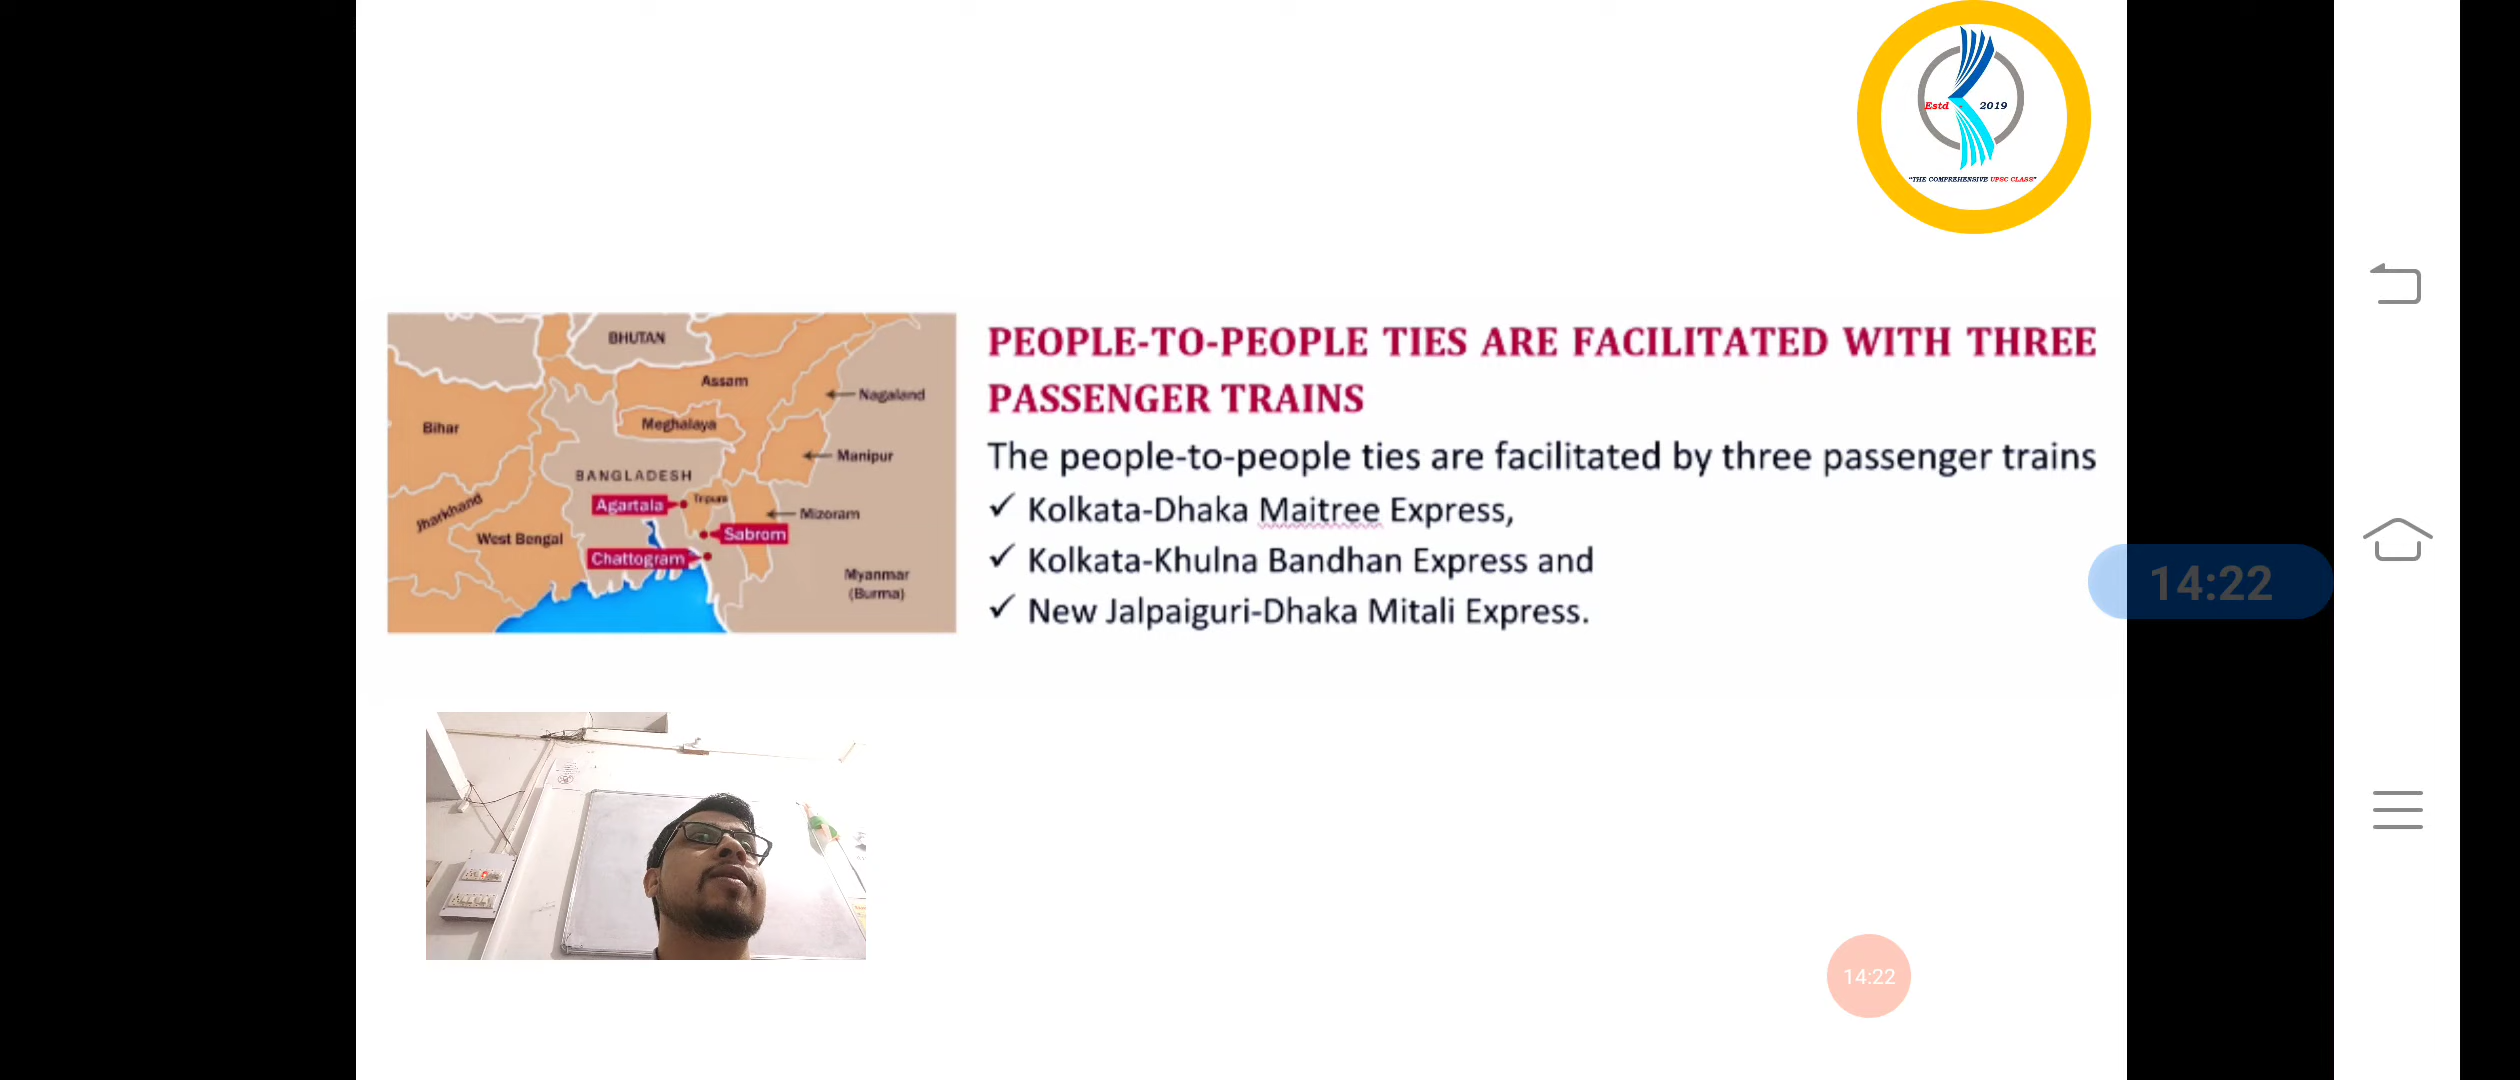 Estd - 2019
"THE COMPREHENSIVE UPSC CLASS"
BHUTAN
Assam
Nagaland
Bihar
Meghalaya
Manipur
BANGLADESH
Agartala
Tripura
Jharkhand
Mizoram
West Bengal
Sabrom
Chattogram
Myanmar
(Burma)
PEOPLE-TO-PEOPLE TIES ARE FACILITATED WITH THREE
PASSENGER TRAINS
The people-to-people ties are facilitated by three passenger trains
✓ Kolkata-Dhaka Maitree Express,
✓ Kolkata-Khulna Bandhan Express and
✓ New Jalpaiguri-Dhaka Mitali Express.
14:22
14:22